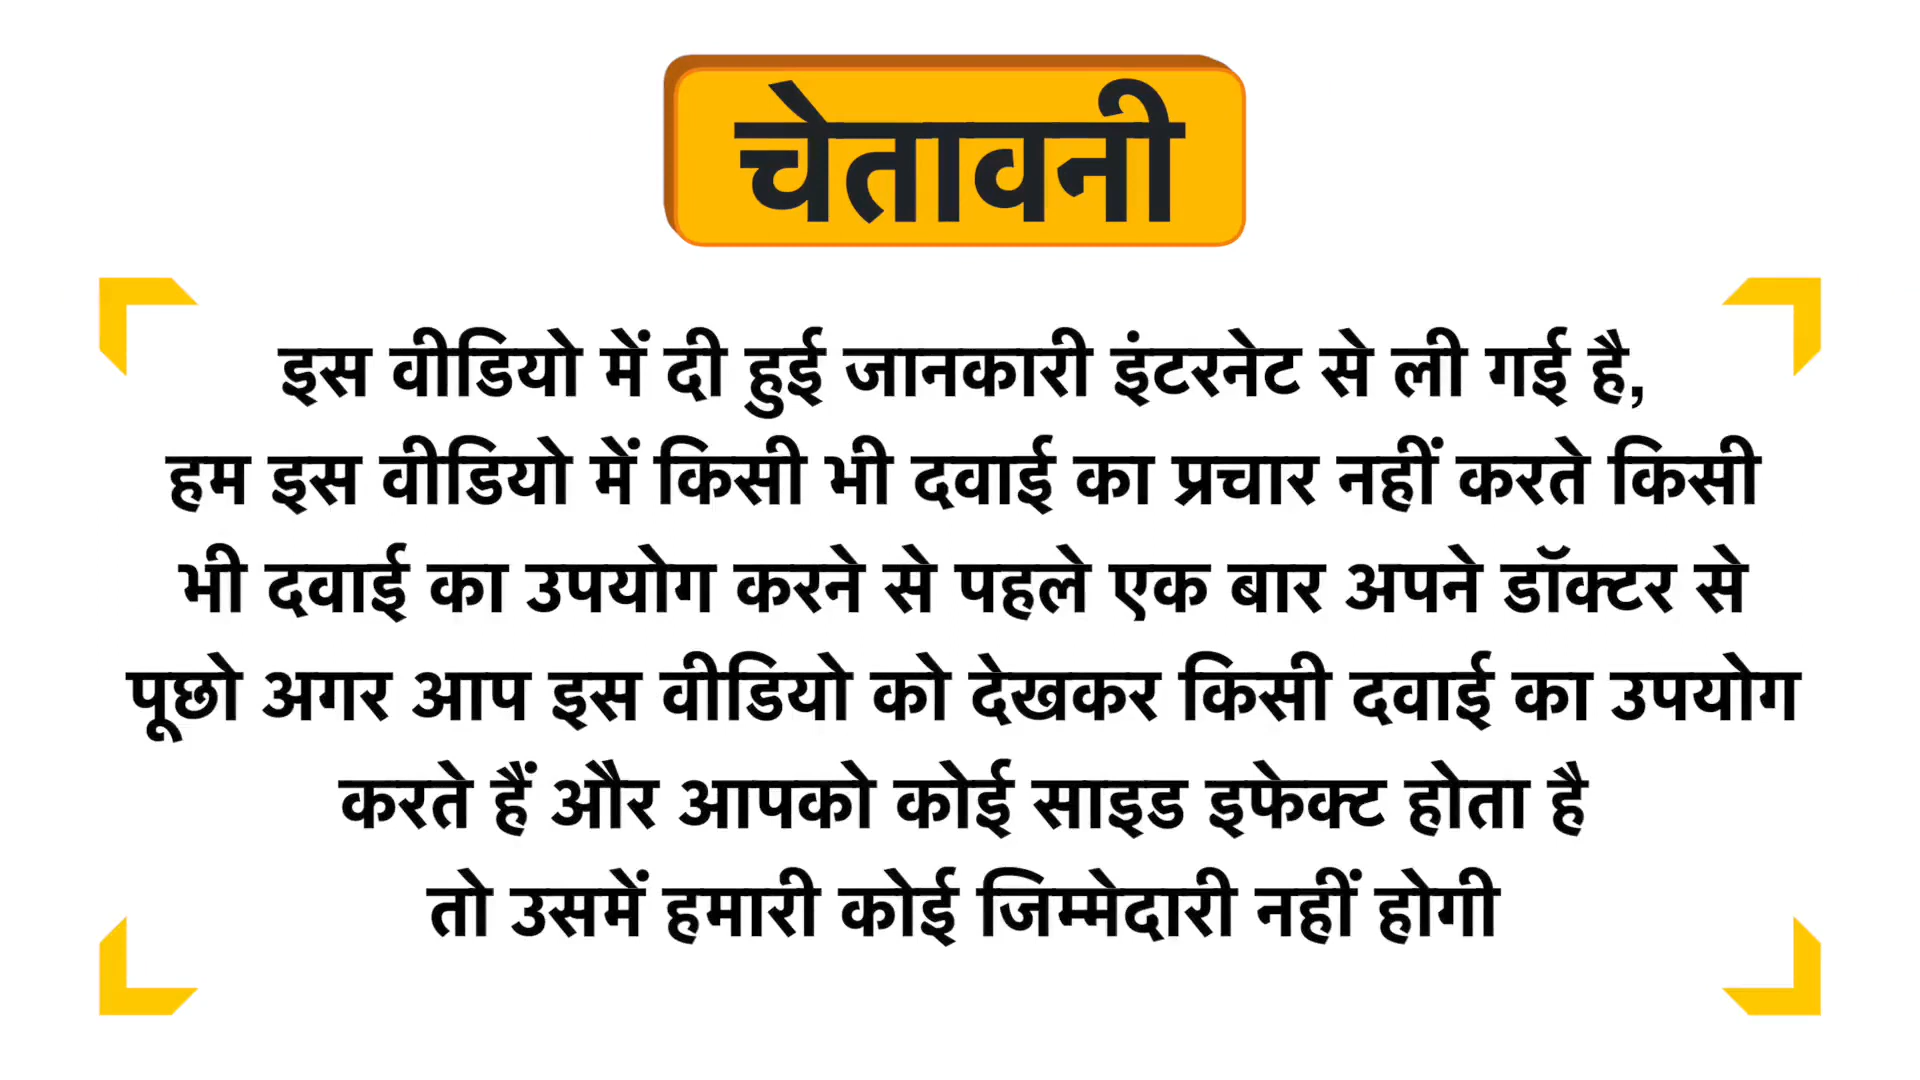 चेतावनी
इस वीडियो में दी हुई जानकारी इंटरनेट से ली गई है,
हम इस वीडियो में किसी भी दवाई का प्रचार नहीं करते किसी
भी दवाई का उपयोग करने से पहले एक बार अपने डॉक्टर से
पूछो अगर आप इस वीडियो को देखकर किसी दवाई का उपयोग
करते हैं और आपको कोई साइड इफेक्ट होता है
तो उसमें हमारी कोई जिम्मेदारी नहीं होगी